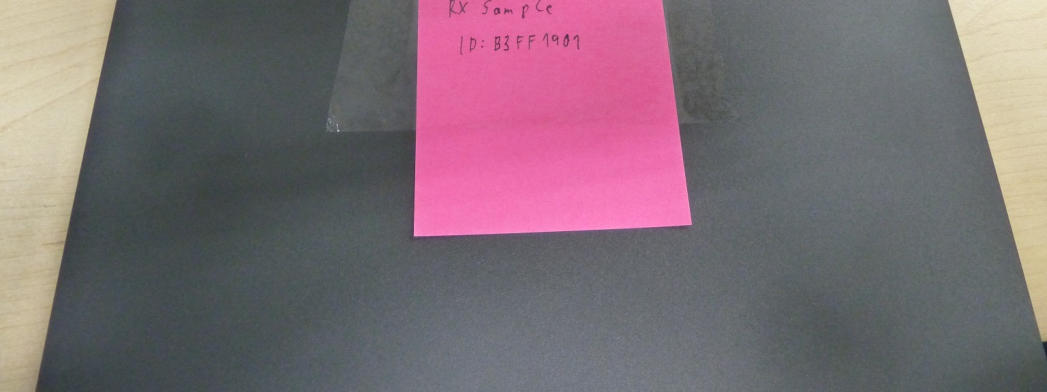 RX Sample
ID: B3FF1901